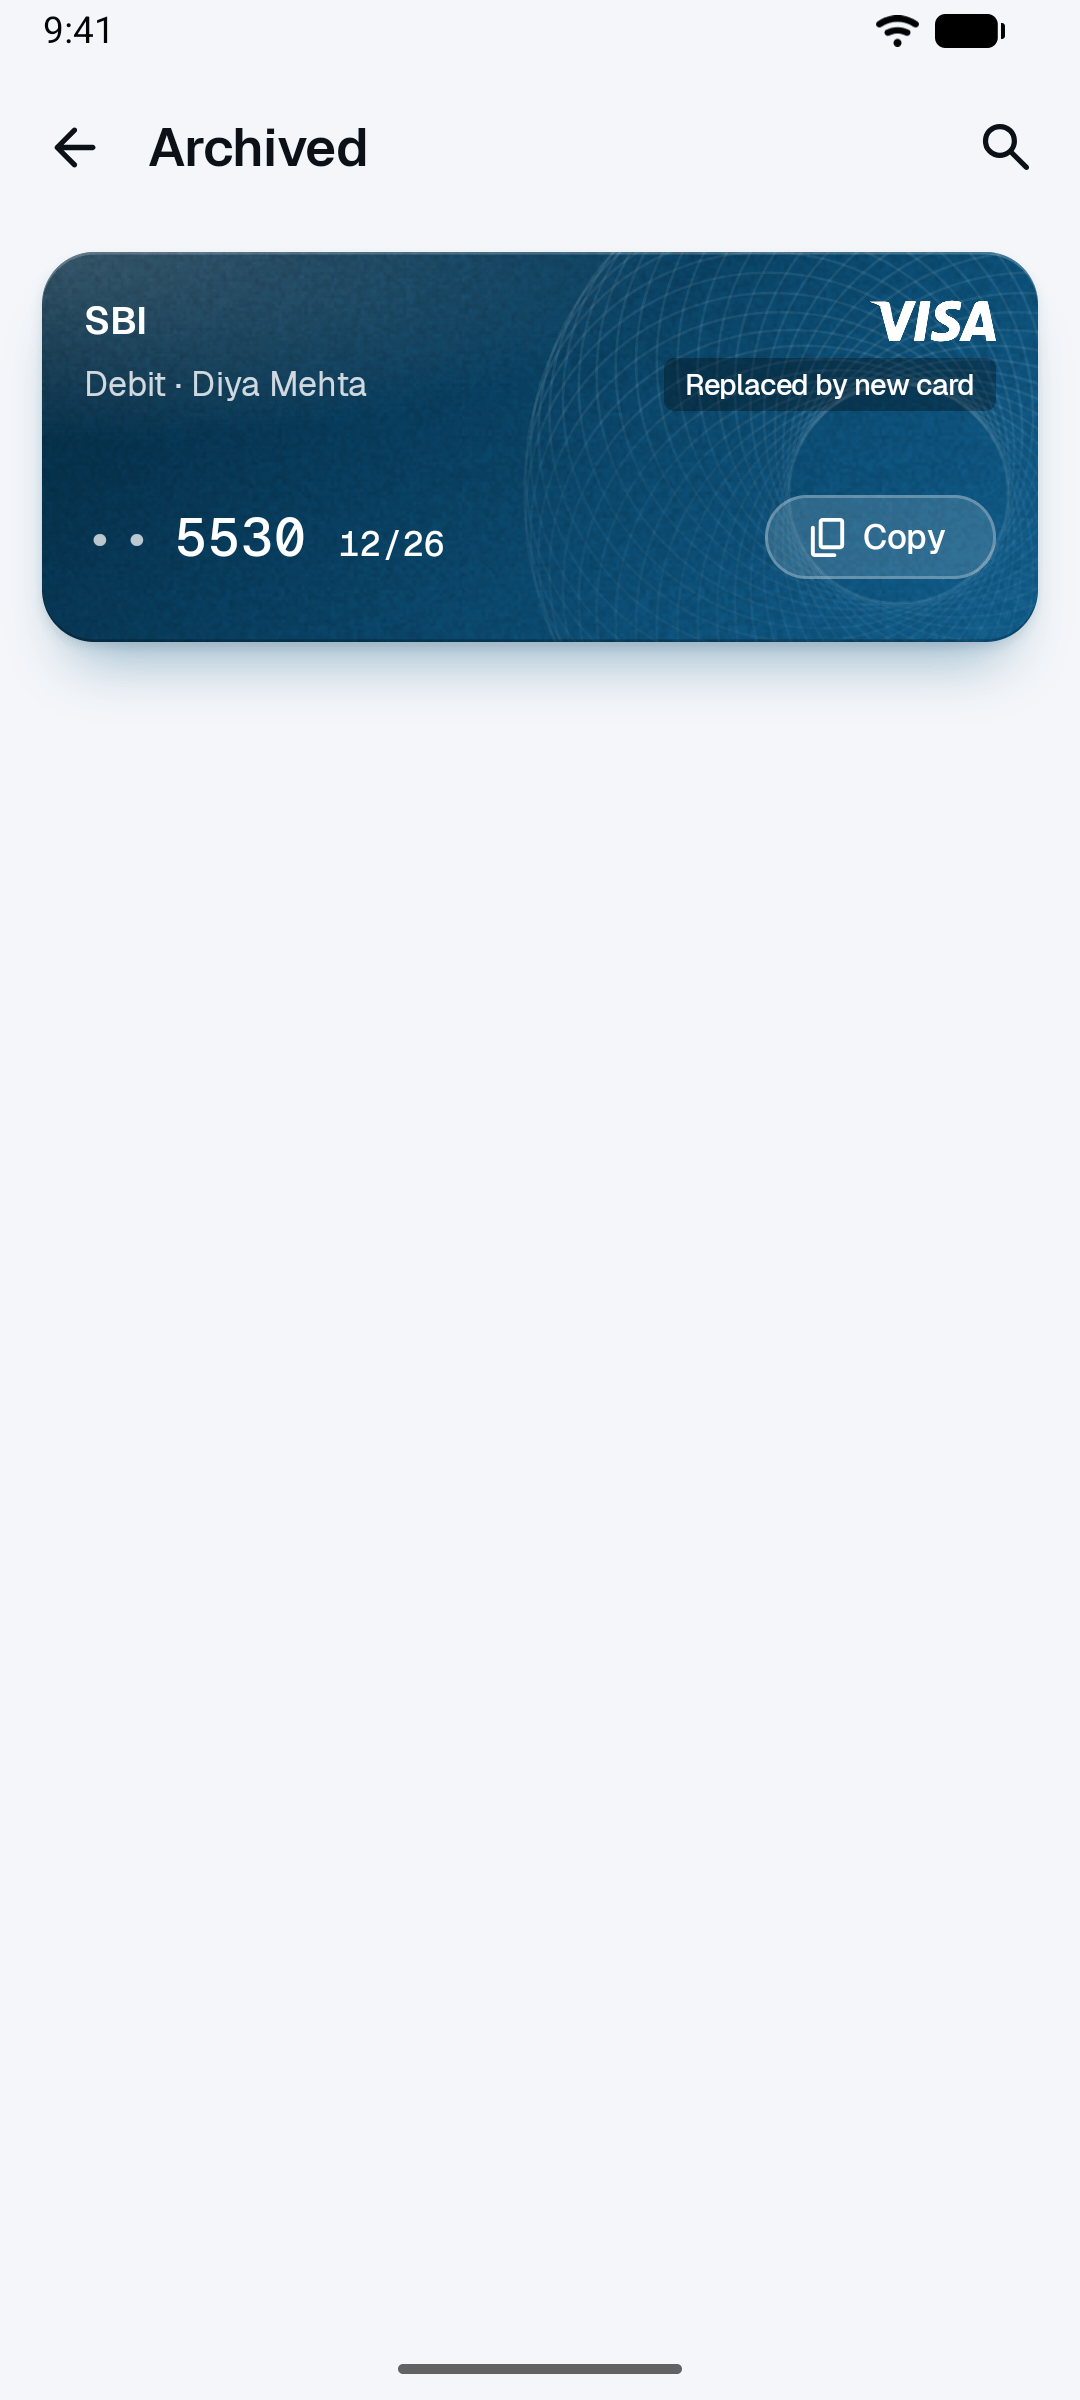 9:41
Archived
SBI
VISA
Debit · Diya Mehta
Replaced by new card
• • 5530 12/26
Copy